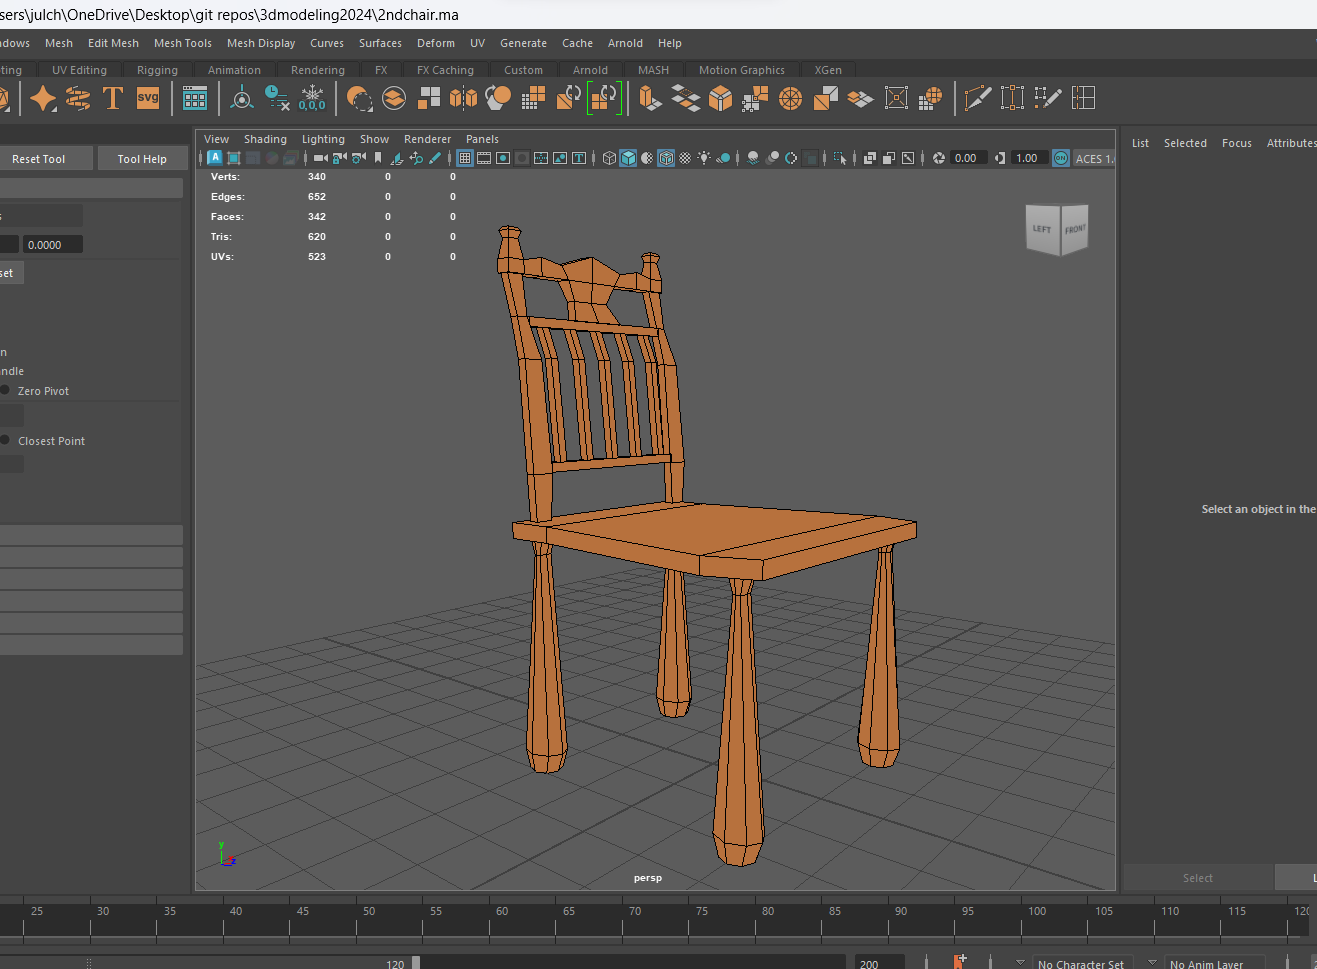 sers\julch\OneDrive\Desktop\git repos\3dmodeling2024\2ndchair.ma
ndows Mesh Edit Mesh Mesh Tools Mesh Display Curves Surfaces Deform UV Generate Cache Arnold Help
ting UV Editing Rigging Animation Rendering FX FX Caching Custom Arnold MASH Motion Graphics XGen
T svg 0,0,0
View Shading Lighting Show Renderer Panels
List Selected Focus Attributes
Reset Tool Tool Help
A T 0.00 1.00 ON ACES 1.
Verts: 340 0 0
Edges: 652 0 0
Faces: 342 0 0
Tris: 620 0 0
UVs: 523 0 0
s
0.0000
set
LEFT FRONT
n
andle
Zero Pivot
Closest Point
Select an object in the
y
z
persp
Select L
25 30 35 40 45 50 55 60 65 70 75 80 85 90 95 100 105 110 115 120
120 200 No Character Set No Anim Layer